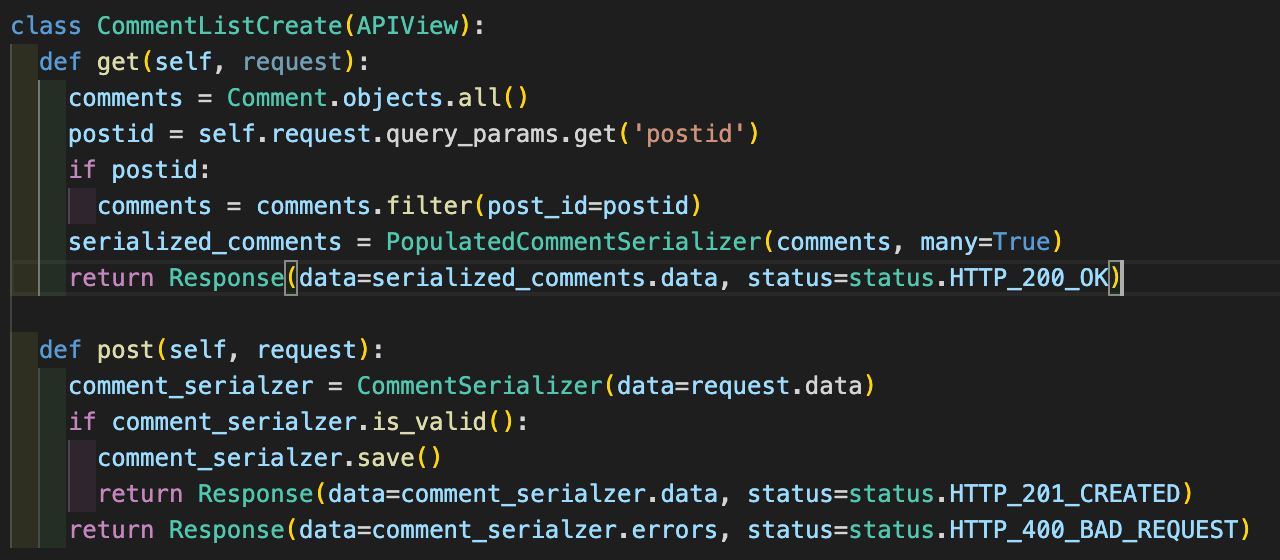 class CommentListCreate(APIView):
  def get(self, request):
    comments = Comment.objects.all()
    postid = self.request.query_params.get('postid')
    if postid:
      comments = comments.filter(post_id=postid)
    serialized_comments = PopulatedCommentSerializer(comments, many=True)
    return Response(data=serialized_comments.data, status=status.HTTP_200_OK)

  def post(self, request):
    comment_serialzer = CommentSerializer(data=request.data)
    if comment_serialzer.is_valid():
      comment_serialzer.save()
      return Response(data=comment_serialzer.data, status=status.HTTP_201_CREATED)
    return Response(data=comment_serialzer.errors, status=status.HTTP_400_BAD_REQUEST)